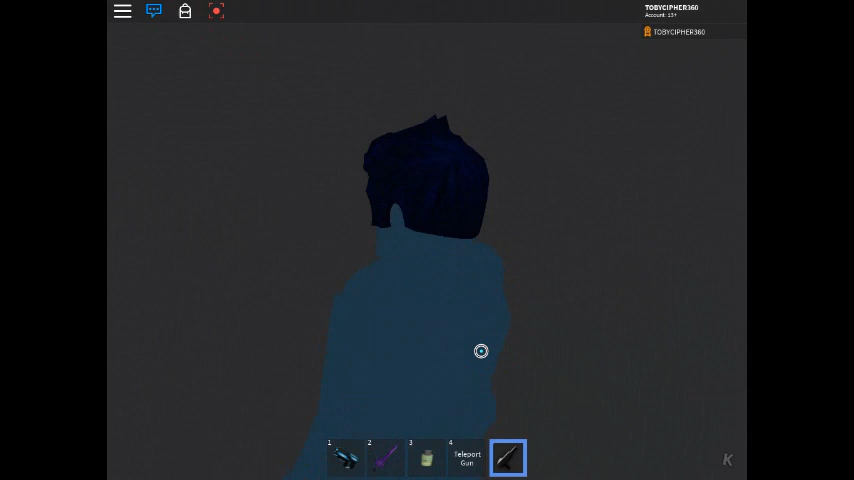 TOBYCIPHER360
Account: 13+
TOBYCIPHER360
1
2
3
4
Teleport
Gun
K